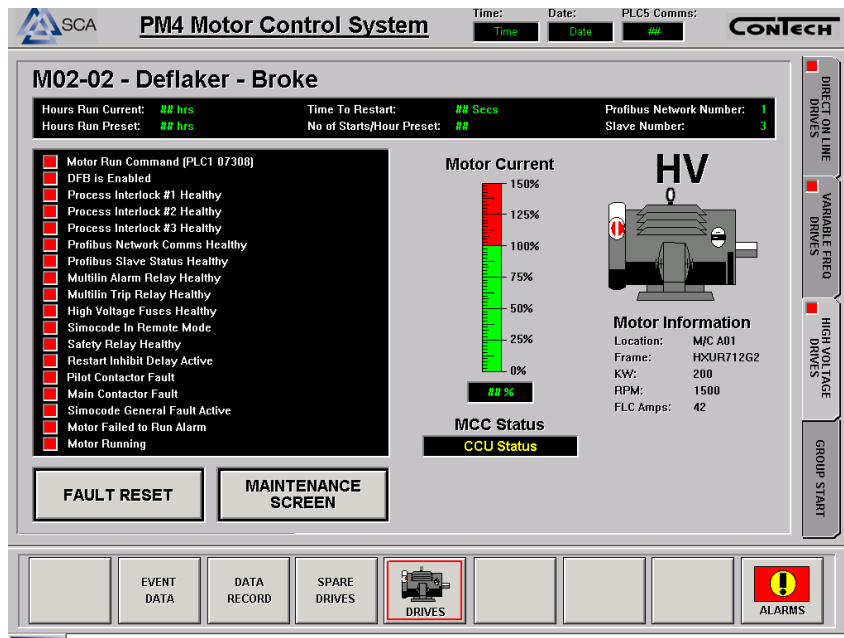 SCA
PM4 Motor Control System
Time: Date: PLC5 Comms:
Time Date ##
ConTech
M02-02 - Deflaker - Broke
Hours Run Current: ## hrs Time To Restart: ## Secs Profibus Network Number: 1
Hours Run Preset: ## hrs No of Starts/Hour Preset: ## Slave Number: 3
Motor Run Command (PLC1 07308)
DFB is Enabled
Process Interlock #1 Healthy
Process Interlock #2 Healthy
Process Interlock #3 Healthy
Profibus Network Comms Healthy
Profibus Slave Status Healthy
Multilin Alarm Relay Healthy
Multilin Trip Relay Healthy
High Voltage Fuses Healthy
Simocode In Remote Mode
Safety Relay Healthy
Restart Inhibit Delay Active
Pilot Contactor Fault
Main Contactor Fault
Simocode General Fault Active
Motor Failed to Run Alarm
Motor Running
Motor Current
150%
125%
100%
75%
50%
25%
0%
## %
MCC Status
CCU Status
HV
Motor Information
Location: M/C A01
Frame: HXUR712G2
KW: 200
RPM: 1500
FLC Amps: 42
DIRECT ON LINE
DRIVES
VARIABLE FREQ
DRIVES
HIGH VOLTAGE
DRIVES
GROUP START
FAULT RESET
MAINTENANCE
SCREEN
EVENT
DATA
DATA
RECORD
SPARE
DRIVES
DRIVES
ALARMS